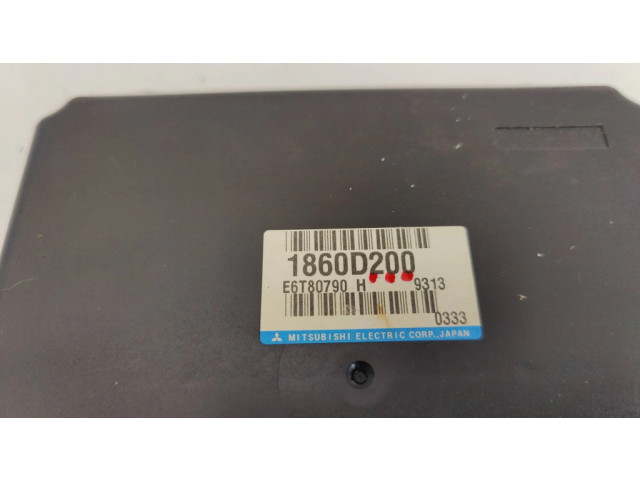 1860D200
E6T80790 H 9313
0333
MITSUBISHI ELECTRIC CORP., JAPAN